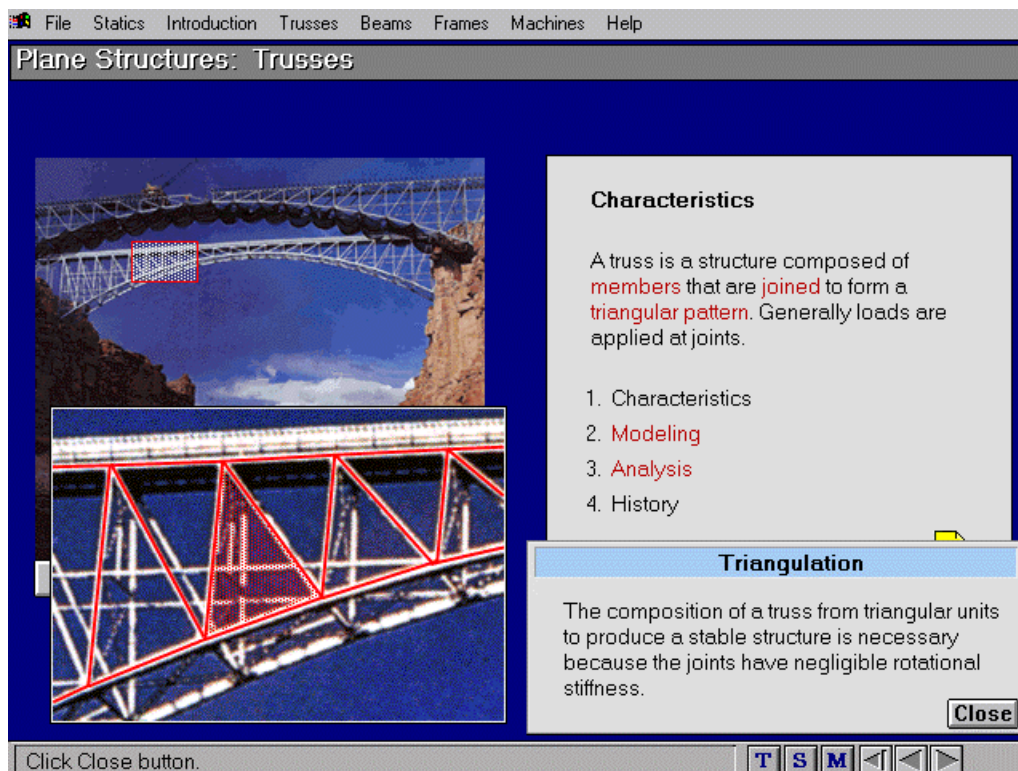 File Statics Introduction Trusses Beams Frames Machines Help
Plane Structures: Trusses
Characteristics
A truss is a structure composed of
members that are joined to form a
triangular pattern. Generally loads are
applied at joints.
1. Characteristics
2. Modeling
3. Analysis
4. History
Triangulation
The composition of a truss from triangular units
to produce a stable structure is necessary
because the joints have negligible rotational
stiffness.
Close
Click Close button.
T S M